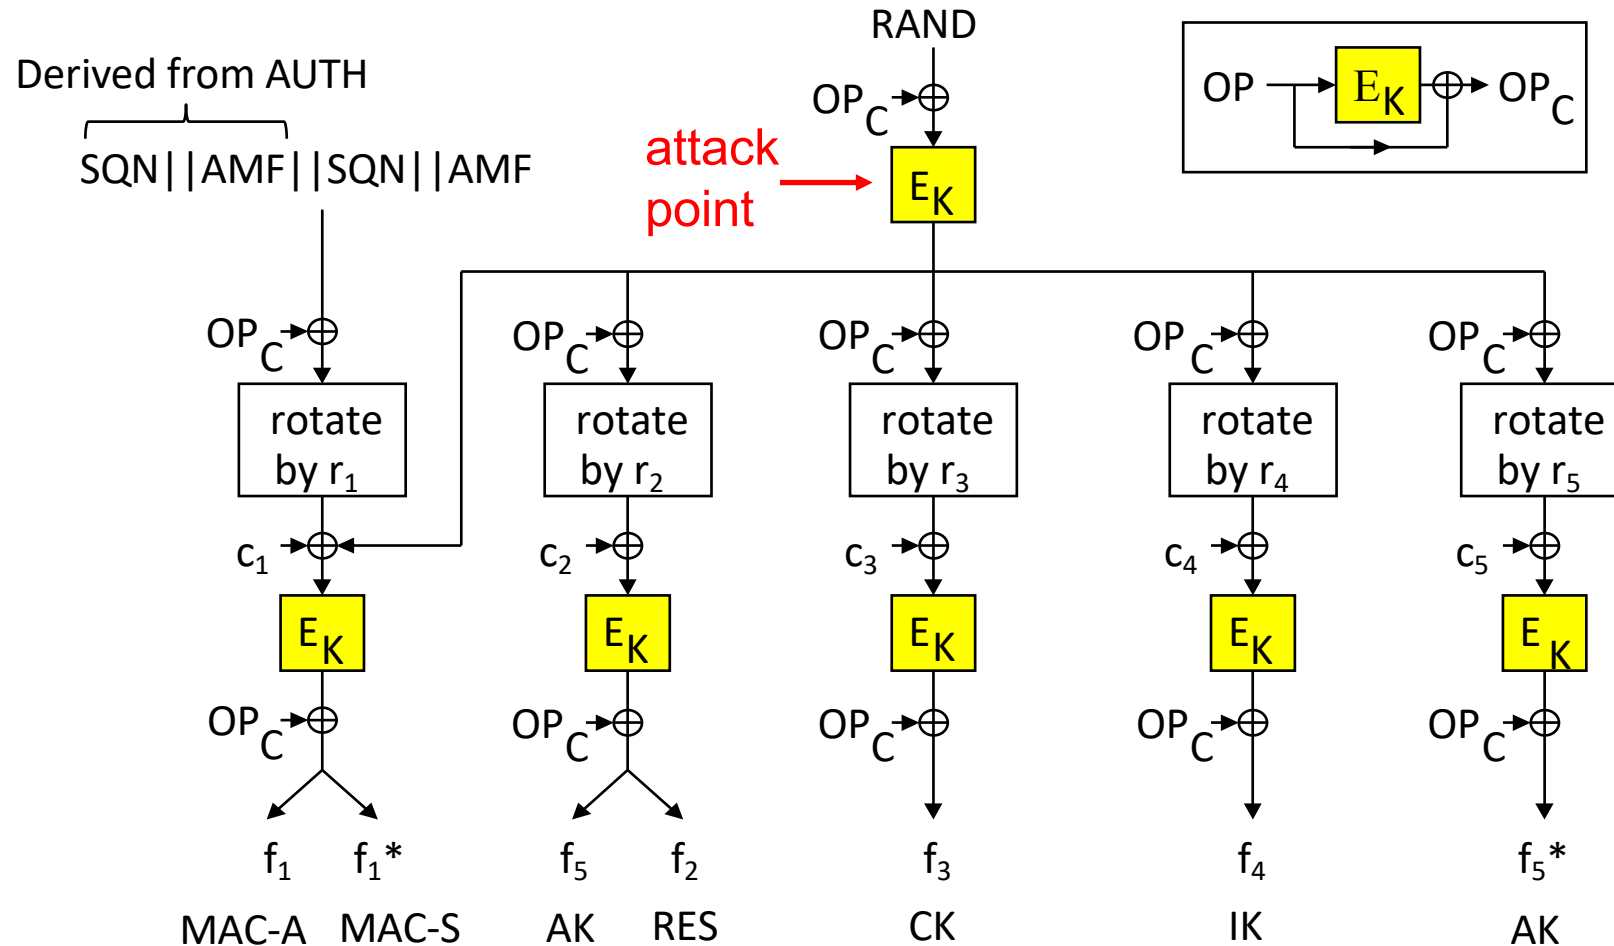 RAND
Derived from AUTH
SQN||AMF||SQN||AMF
OPC
attack
point
EK
OP
EK
OPC
OPC
OPC
OPC
OPC
OPC
rotate
by r1
rotate
by r2
rotate
by r3
rotate
by r4
rotate
by r5
c1
c2
c3
c4
c5
EK
EK
EK
EK
E K
OPC
OPC
OPC
OPC
OPC
f1
f1*
f5
f2
f3
f4
f5*
MAC-A
MAC-S
AK
RES
CK
IK
AK